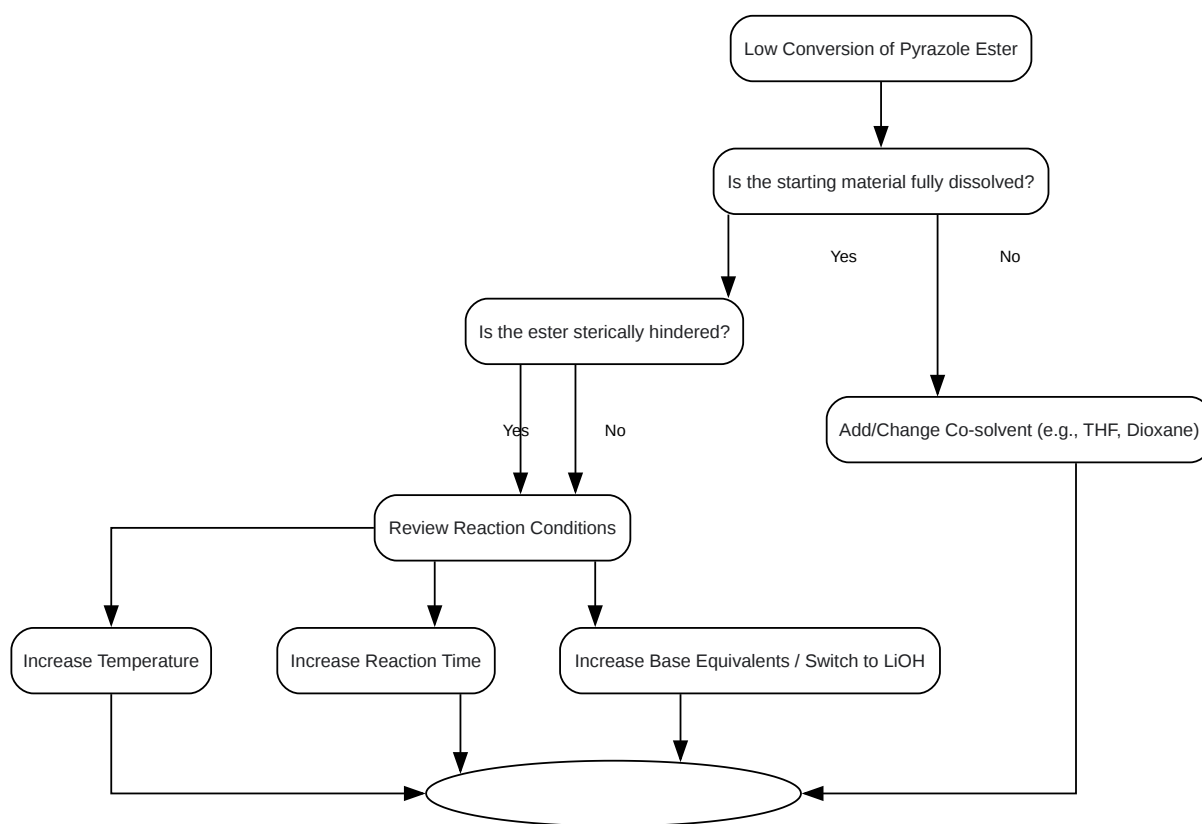 Low Conversion of Pyrazole Ester
Is the starting material fully dissolved?
Yes
No
Is the ester sterically hindered?
Add/Change Co-solvent (e.g., THF, Dioxane)
Yes
No
Review Reaction Conditions
Increase Temperature
Increase Reaction Time
Increase Base Equivalents / Switch to LiOH